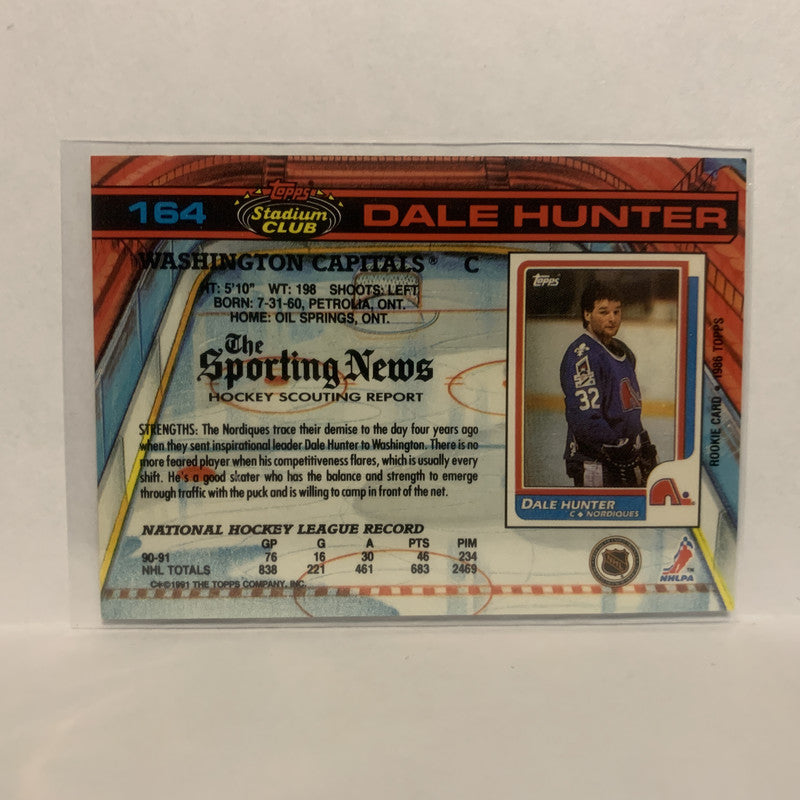 164 Topps Stadium CLUB DALE HUNTER
WASHINGTON CAPITALS® C
HT: 5'10" WT: 198 SHOOTS: LEFT
BORN: 7-31-60, PETROLIA, ONT.
HOME: OIL SPRINGS, ONT.
The
Sporting News
HOCKEY SCOUTING REPORT
STRENGTHS: The Nordiques trace their demise to the day four years ago
when they sent inspirational leader Dale Hunter to Washington. There is no
more feared player when his competitiveness flares, which is usually every
shift. He's a good skater who has the balance and strength to emerge
through traffic with the puck and is willing to camp in front of the net.
NATIONAL HOCKEY LEAGUE RECORD
GP G A PTS PIM
90-91 76 16 30 46 234
NHL TOTALS 838 221 461 683 2469
C✻©1991 THE TOPPS COMPANY, INC.
Topps
32
DALE HUNTER
C ◆ NORDIQUES
ROOKIE CARD ◆ 1986 TOPPS
NHLPA
TM